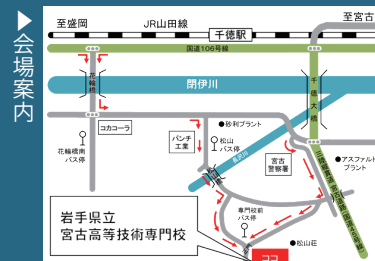 ▶会場案内
至盛岡
JR山田線
千徳駅
至宮古
国道106号線
花輪橋
閉伊川
千徳大橋
コカコーラ
花輪橋南
バス停
パンチ
工業
●砂利プラント
松山
バス停
長沢川
宮古
警察署
●アスファルト
プラント
専門校前
バス停
岩手県立
宮古高等技術専門校
●松山荘
ココ